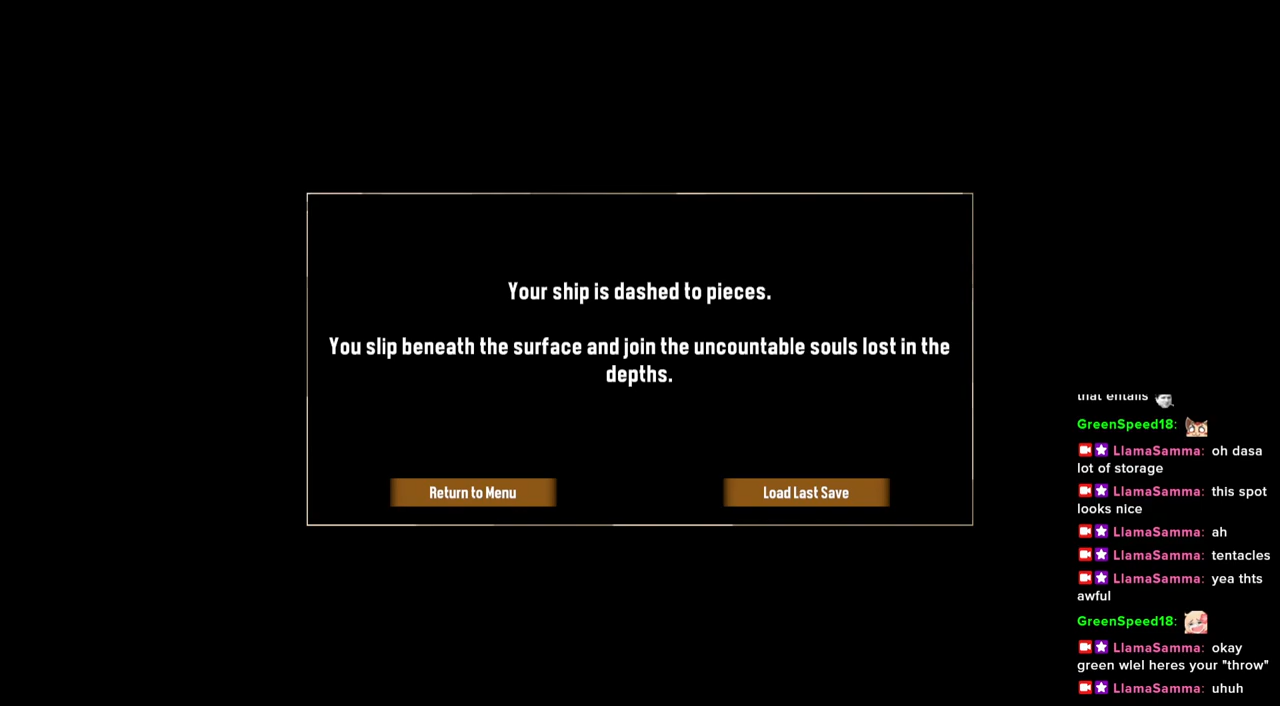 Your ship is dashed to pieces.
You slip beneath the surface and join the uncountable souls lost in the
depths.
Return to Menu
Load Last Save
that entails
GreenSpeed18:
LlamaSamma: oh dasa
lot of storage
LlamaSamma: this spot
looks nice
LlamaSamma: ah
LlamaSamma: tentacles
LlamaSamma: yea thts
awful
GreenSpeed18:
LlamaSamma: okay
green wlel heres your "throw"
LlamaSamma: uhuh